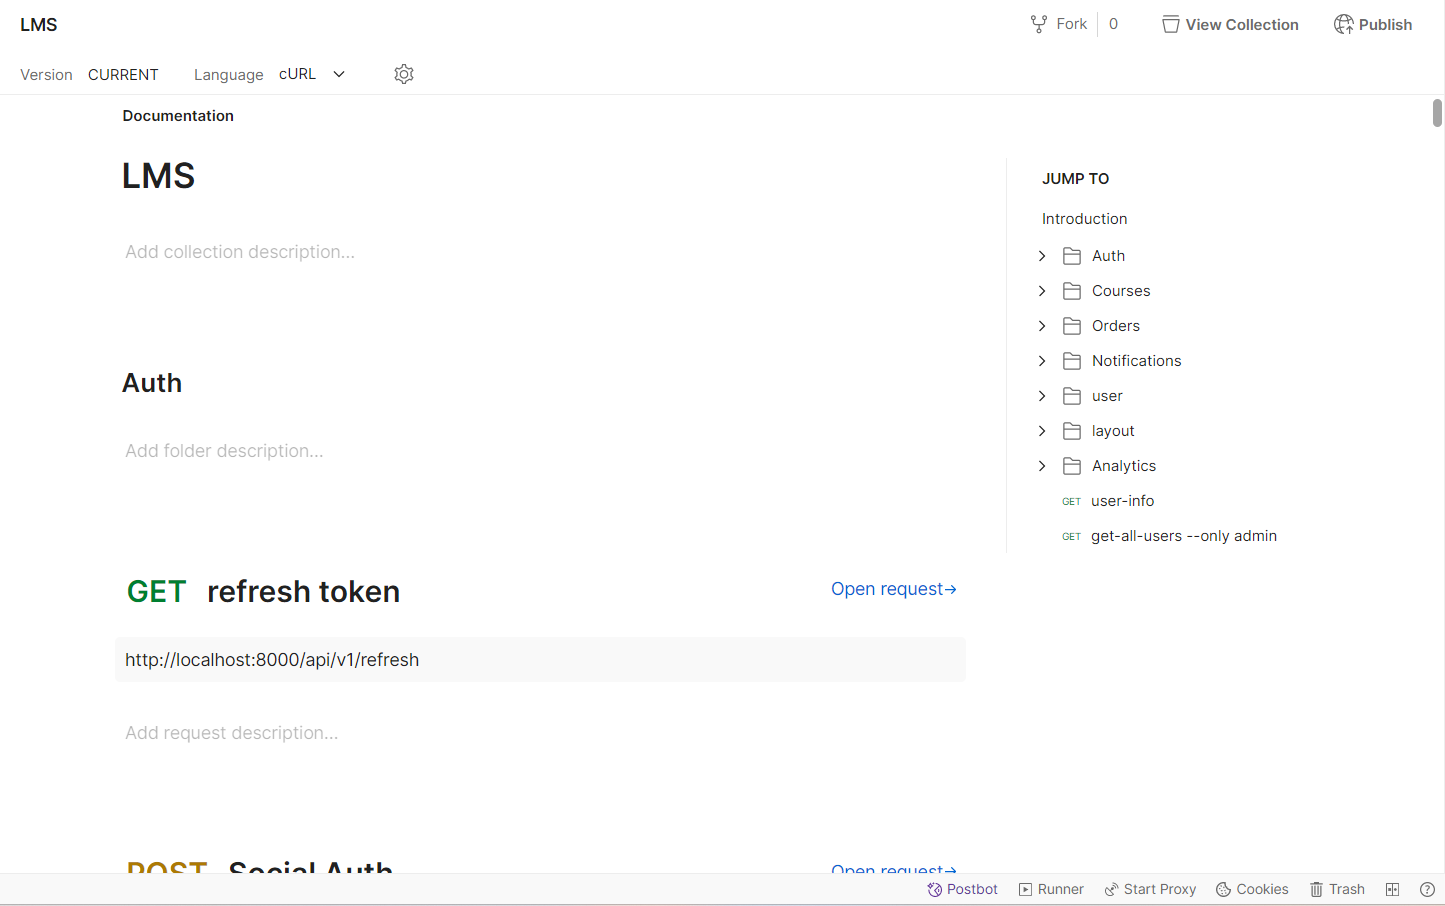 LMS
Fork 0 View Collection Publish
Version CURRENT Language cURL
Documentation
LMS
Add collection description...
Auth
Add folder description...
GET refresh token Open request→
http://localhost:8000/api/v1/refresh
Add request description...
POST Social Auth Open request→
JUMP TO
Introduction
Auth
Courses
Orders
Notifications
user
layout
Analytics
GET user-info
GET get-all-users --only admin
Postbot Runner Start Proxy Cookies Trash